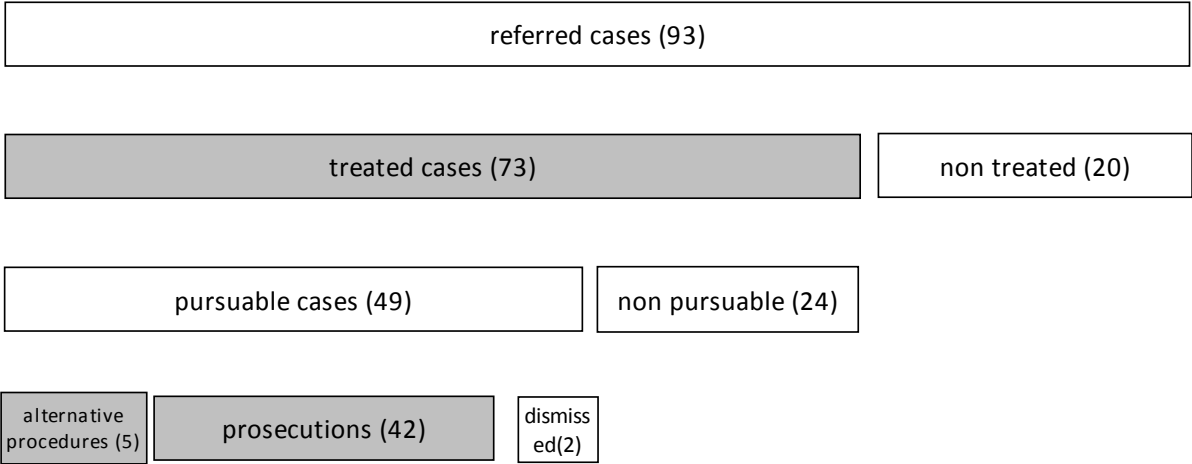 referred cases (93)
treated cases (73)
non treated (20)
pursuable cases (49)
non pursuable (24)
alternative
procedures (5)
prosecutions (42)
dismiss
ed(2)